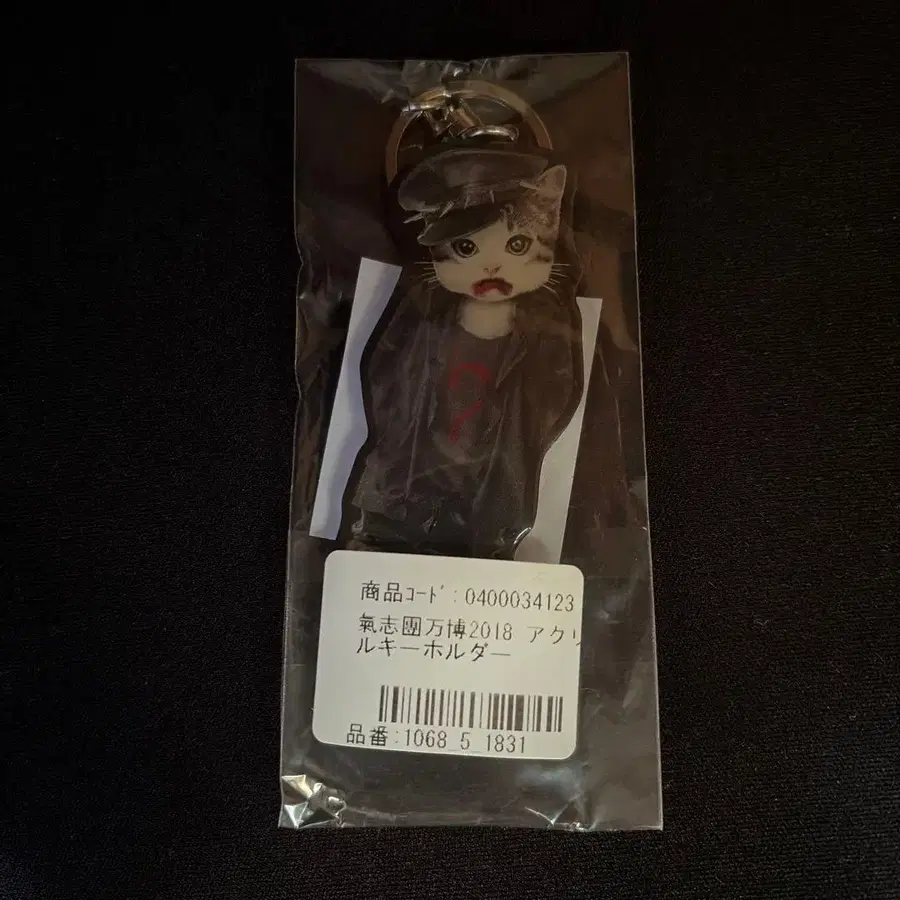 ?
商品ｺｰﾄﾞ:0400034123
氣志團万博2018 アクリ
ルキーホルダー
品番:1068_5_1831